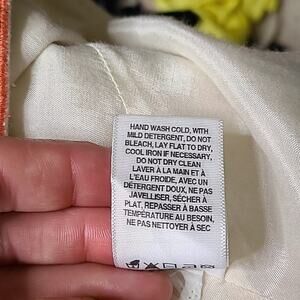 HAND WASH COLD, WITH
MILD DETERGENT, DO NOT
BLEACH, LAY FLAT TO DRY,
COOL IRON IF NECESSARY,
DO NOT DRY CLEAN
LAVER À LA MAIN ET À
L'EAU FROIDE, AVEC UN
DÉTERGENT DOUX, NE PAS
JAVELLISER, SÉCHER À
PLAT, REPASSER À BASSE
TEMPÉRATURE AU BESOIN,
NE PAS NETTOYER À SEC